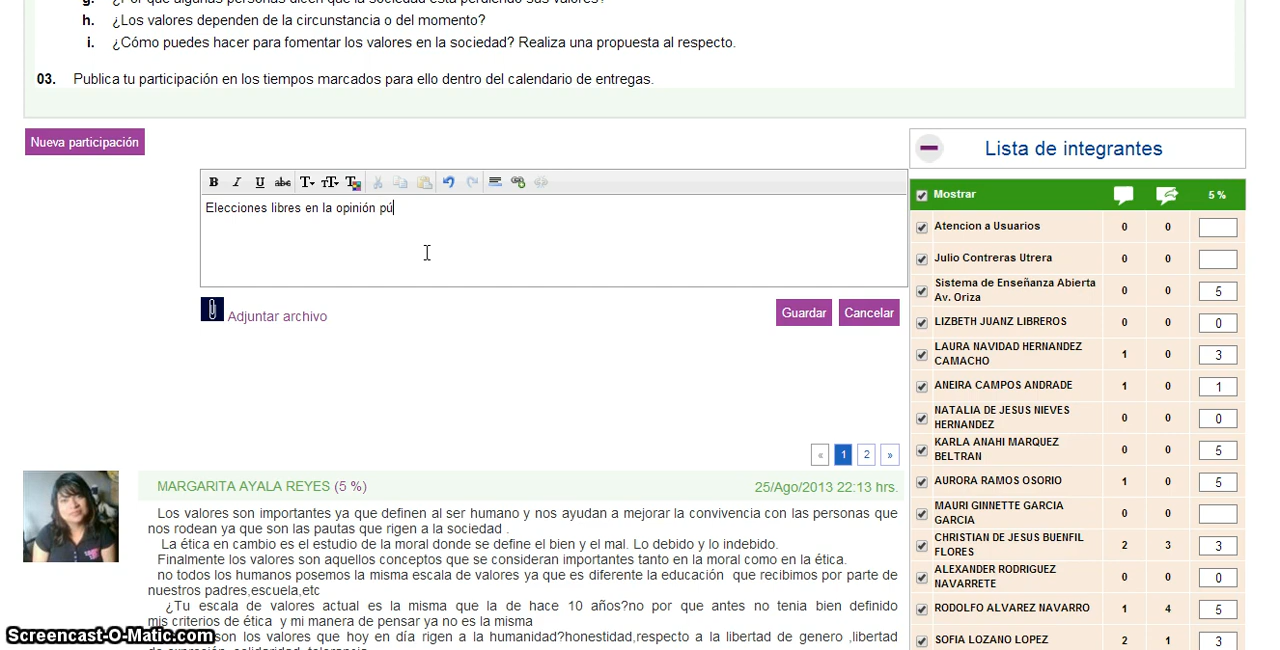 g. ¿Por qué algunas personas dicen que la sociedad está perdiendo sus valores?
h. ¿Los valores dependen de la circunstancia o del momento?
i. ¿Cómo puedes hacer para fomentar los valores en la sociedad? Realiza una propuesta al respecto.
03. Publica tu participación en los tiempos marcados para ello dentro del calendario de entregas.
Nueva participación
Lista de integrantes
B I U abc T TT T
Elecciones libres en la opinión pú
Adjuntar archivo
Guardar Cancelar
Mostrar 5 %
Atencion a Usuarios 0 0
Julio Contreras Utrera 0 0
Sistema de Enseñanza Abierta
Av. Oriza 0 0 5
LIZBETH JUANZ LIBREROS 0 0 0
LAURA NAVIDAD HERNANDEZ
CAMACHO 1 0 3
ANEIRA CAMPOS ANDRADE 1 0 1
NATALIA DE JESUS NIEVES
HERNANDEZ 0 0 0
KARLA ANAHI MARQUEZ
BELTRAN 0 0 5
AURORA RAMOS OSORIO 1 0 5
MAURI GINNETTE GARCIA
GARCIA 0 0
CHRISTIAN DE JESUS BUENFIL
FLORES 2 3 3
ALEXANDER RODRIGUEZ
NAVARRETE 0 0 0
RODOLFO ALVAREZ NAVARRO 1 4 5
SOFIA LOZANO LOPEZ 2 1 3
« 1 2 »
MARGARITA AYALA REYES (5 %) 25/Ago/2013 22:13 hrs.
Los valores son importantes ya que definen al ser humano y nos ayudan a mejorar la convivencia con las personas que
nos rodean ya que son las pautas que rigen a la sociedad .
La ética en cambio es el estudio de la moral donde se define el bien y el mal. Lo debido y lo indebido.
Finalmente los valores son aquellos conceptos que se consideran importantes tanto en la moral como en la ética.
no todos los humanos posemos la misma escala de valores ya que es diferente la educación que recibimos por parte de
nuestros padres,escuela,etc
¿Tu escala de valores actual es la misma que la de hace 10 años?no por que antes no tenia bien definido
mis criterios de ética y mi manera de pensar ya no es la misma
son los valores que hoy en día rigen a la humanidad?honestidad,respecto a la libertad de genero ,libertad
Screencast-O-Matic.com